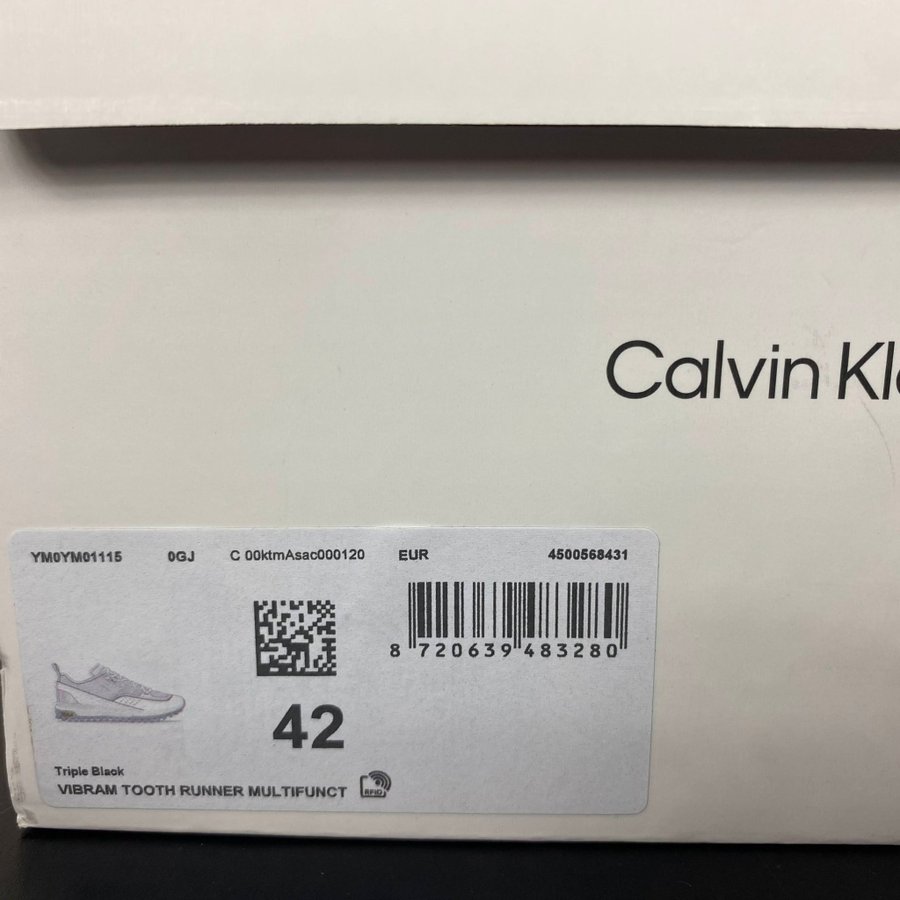 Calvin Kl
YM0YM01115 0GJ C 00ktmAsac000120 EUR 4500568431
8 720639 483280
42
Triple Black
VIBRAM TOOTH RUNNER MULTIFUNCT
RFID